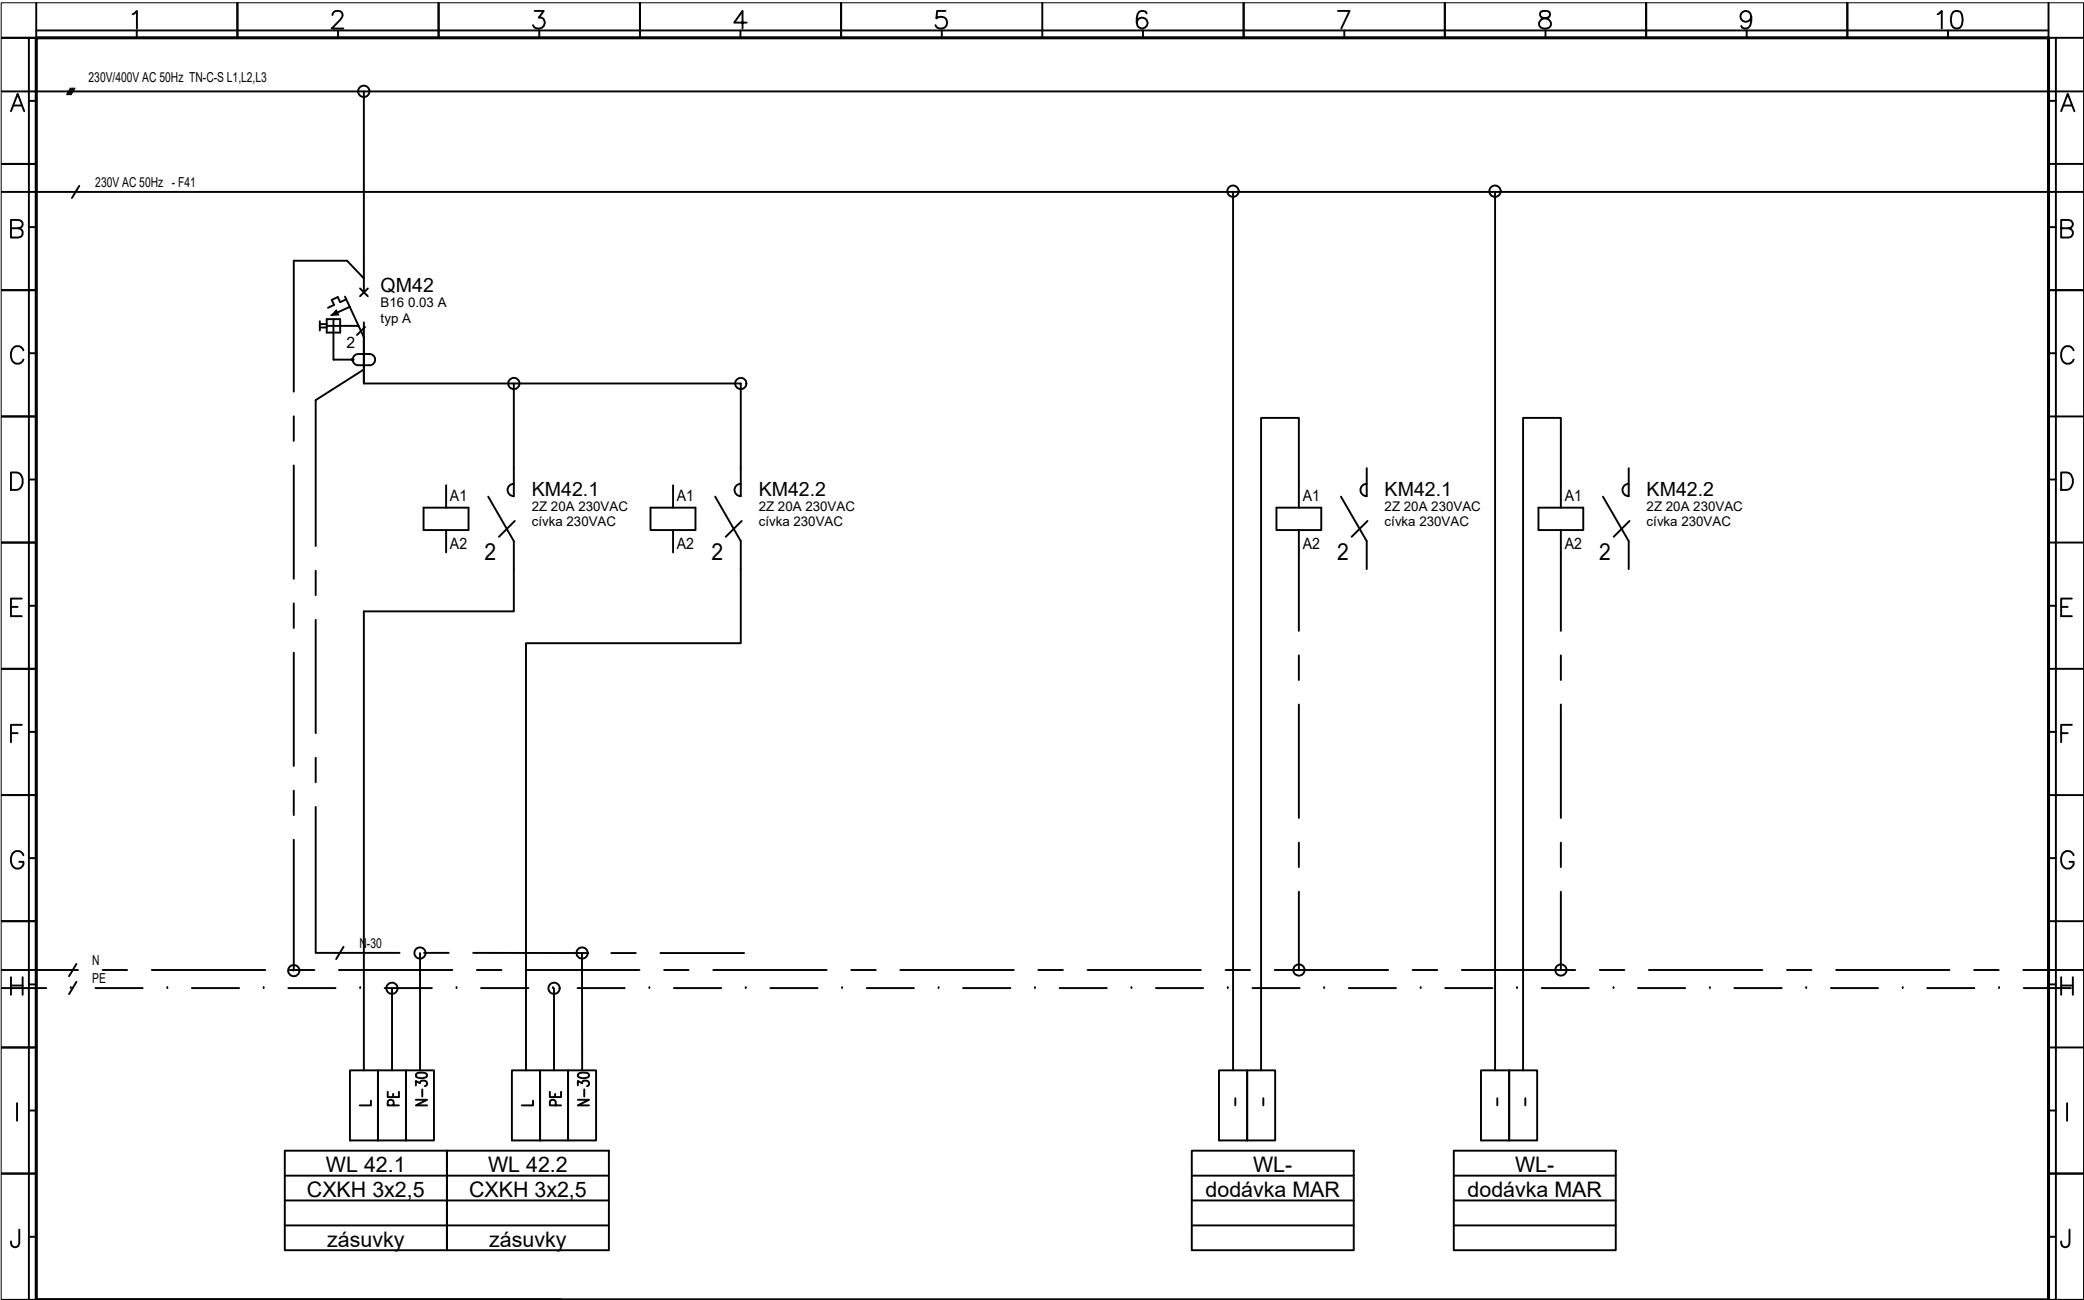 1 2 3 4 5 6 7 8 9 10
230V/400V AC 50Hz TN-C-S L1,L2,L3
A A
230V AC 50Hz - F41
B B
QM42
B16 0.03 A
typ A
2
C C
D D
A1 KM42.1 A1 KM42.2 A1 KM42.1 A1 KM42.2
2Z 20A 230VAC 2Z 20A 230VAC 2Z 20A 230VAC 2Z 20A 230VAC
cívka 230VAC cívka 230VAC cívka 230VAC cívka 230VAC
A2 2 A2 2 A2 2 A2 2
E E
F F
G G
N-30
N
PE
H H
L PE N-30 L PE N-30 - - - -
I I
WL 42.1 WL 42.2 WL- WL-
CXKH 3x2,5 CXKH 3x2,5 dodávka MAR dodávka MAR
zásuvky zásuvky
J J